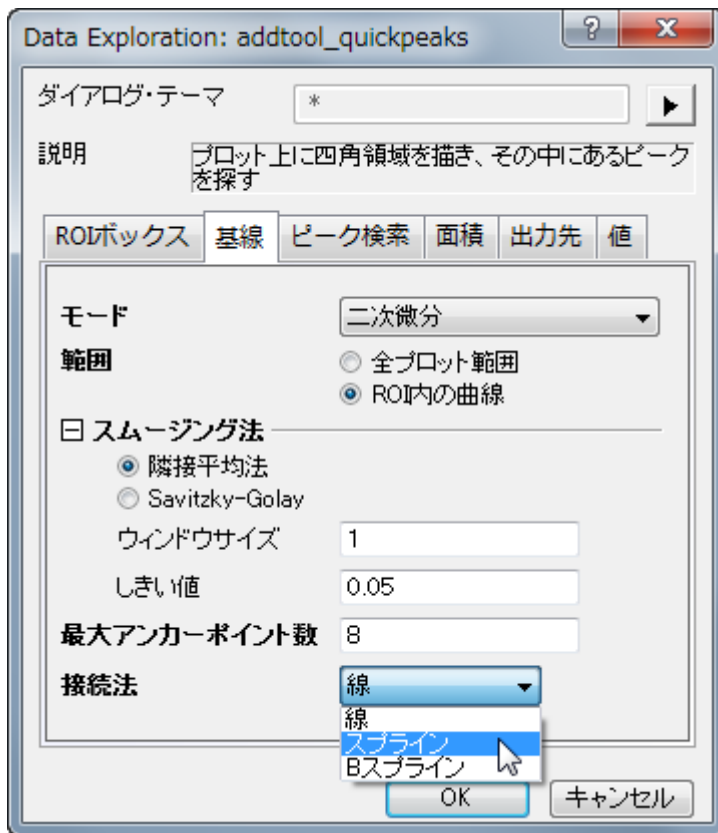 Data Exploration: addtool_quickpeaks
ダイアログ・テーマ
*
説明
プロット上に四角領域を描き、その中にあるピーク
を探す
ROIボックス 基線 ピーク検索 面積 出力先 値
モード 二次微分
範囲 全プロット範囲
ROI内の曲線
スムージング法
隣接平均法
Savitzky-Golay
ウィンドウサイズ 1
しきい値 0.05
最大アンカーポイント数 8
接続法 線
線
スプライン
Bスプライン
OK キャンセル